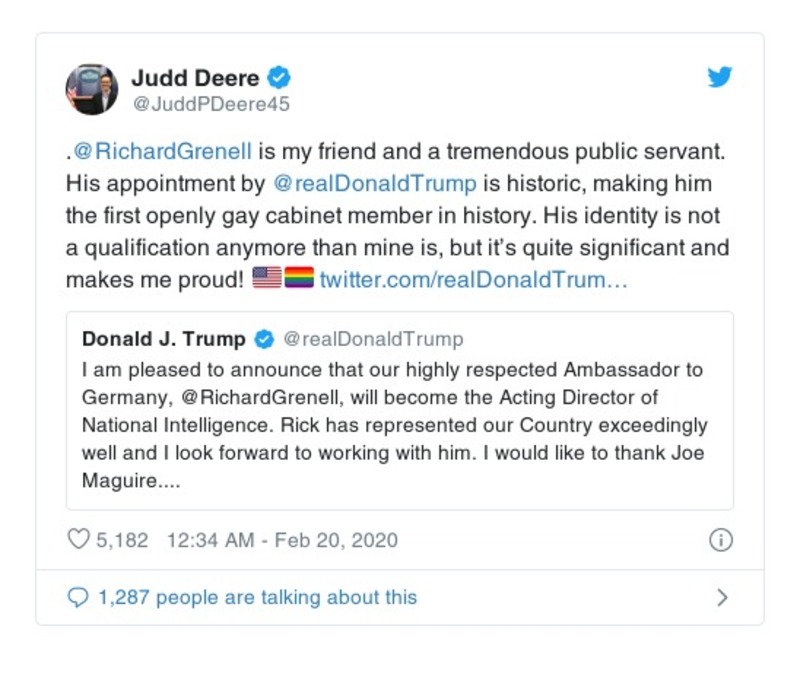 Judd Deere
@JuddPDeere45
.@RichardGrenell is my friend and a tremendous public servant.
His appointment by @realDonaldTrump is historic, making him
the first openly gay cabinet member in history. His identity is not
a qualification anymore than mine is, but it’s quite significant and
makes me proud! 🇺🇸🏳️‍🌈 twitter.com/realDonaldTrum…
Donald J. Trump @realDonaldTrump
I am pleased to announce that our highly respected Ambassador to
Germany, @RichardGrenell, will become the Acting Director of
National Intelligence. Rick has represented our Country exceedingly
well and I look forward to working with him. I would like to thank Joe
Maguire....
5,182 12:34 AM - Feb 20, 2020
1,287 people are talking about this